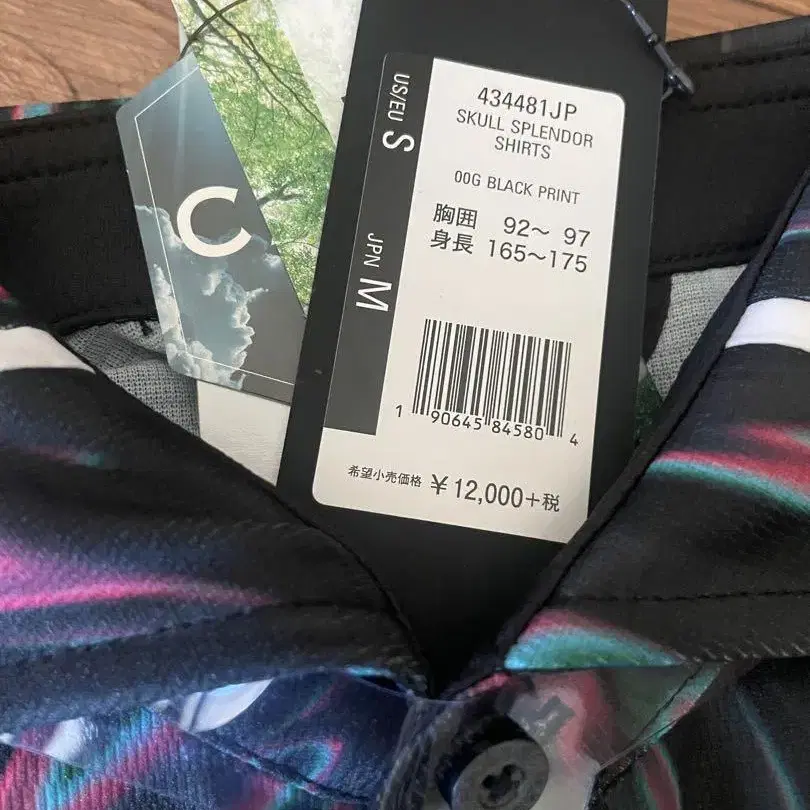 C
US/EU S
JPN M
434481JP
SKULL SPLENDOR
SHIRTS
00G BLACK PRINT
胸囲 92～ 97
身長 165～175
1 90645 84580 4
希望小売価格 ￥12,000+税